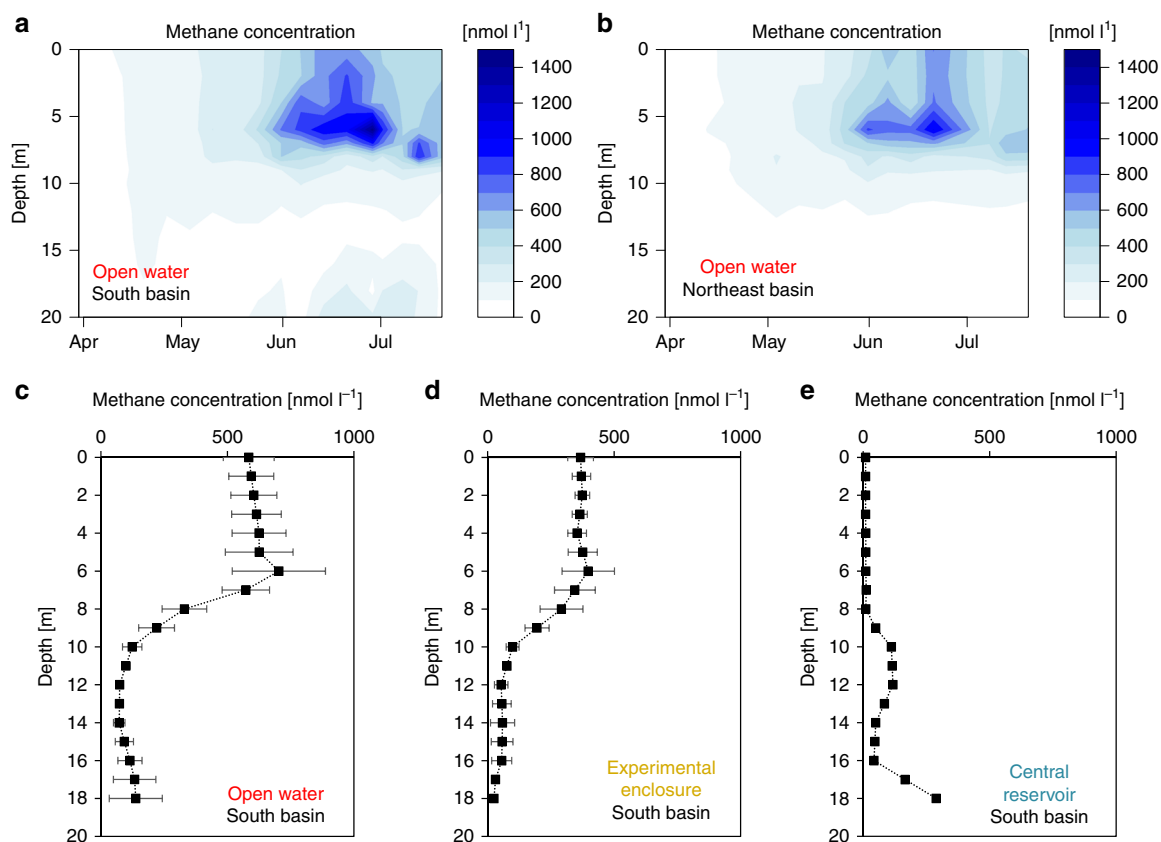 a
Methane concentration
[nmol l¹]
b
Methane concentration
[nmol l¹]
0
5
10
15
20
Depth [m]
Open water
South basin
Apr
May
Jun
Jul
1400
1200
1000
800
600
400
200
0
0
5
10
15
20
Depth [m]
Open water
Northeast basin
Apr
May
Jun
Jul
1400
1200
1000
800
600
400
200
0
c
Methane concentration [nmol l⁻¹]
0
500
1000
0
2
4
6
8
10
12
14
16
18
20
Depth [m]
Open water
South basin
d
Methane concentration [nmol l⁻¹]
0
500
1000
0
2
4
6
8
10
12
14
16
18
20
Depth [m]
Experimental
enclosure
South basin
e
Methane concentration [nmol l⁻¹]
0
500
1000
0
2
4
6
8
10
12
14
16
18
20
Depth [m]
Central
reservoir
South basin